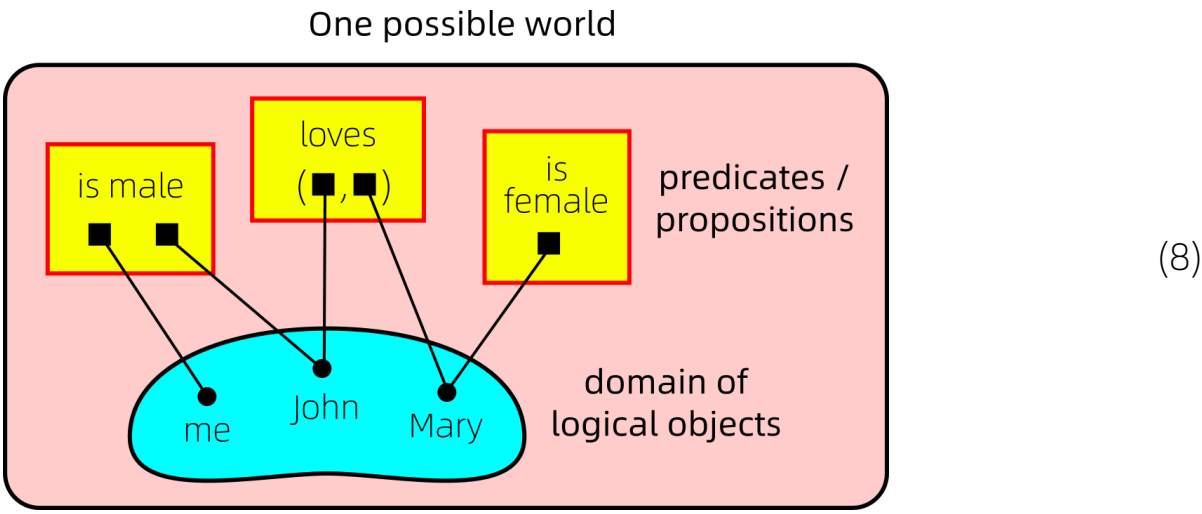 One possible world
loves
(■,■)
is male
is
female
predicates /
propositions
(8)
domain of
logical objects
John
me
Mary